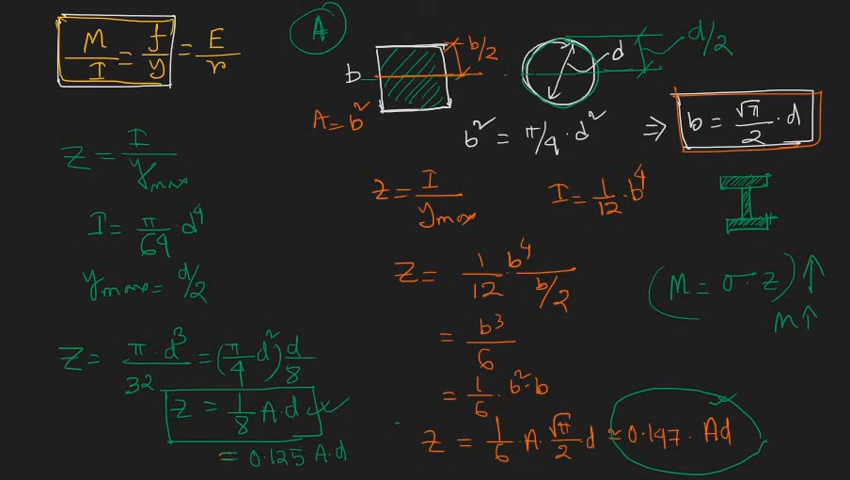 M/I = f/y = E/r
A
b
b/2
d
d/2
A = b²
b² = π/4 · d² ⇒ b = √π/2 · d
Z = I/ymax
I = π/64 · d⁴
ymax = d/2
Z = π · d³/32 = (π/4 d²) d/8
Z = 1/8 A.d
= 0.125 A.d
Z = I/ymax
I = 1/12 · b⁴
Z = 1/12 · b⁴/b/2
= b³/6
= 1/6 · b² · b
Z = 1/6 · A · √π/2 d ≈ 0.147 · Ad
(M = σ · Z) ↑
M↑